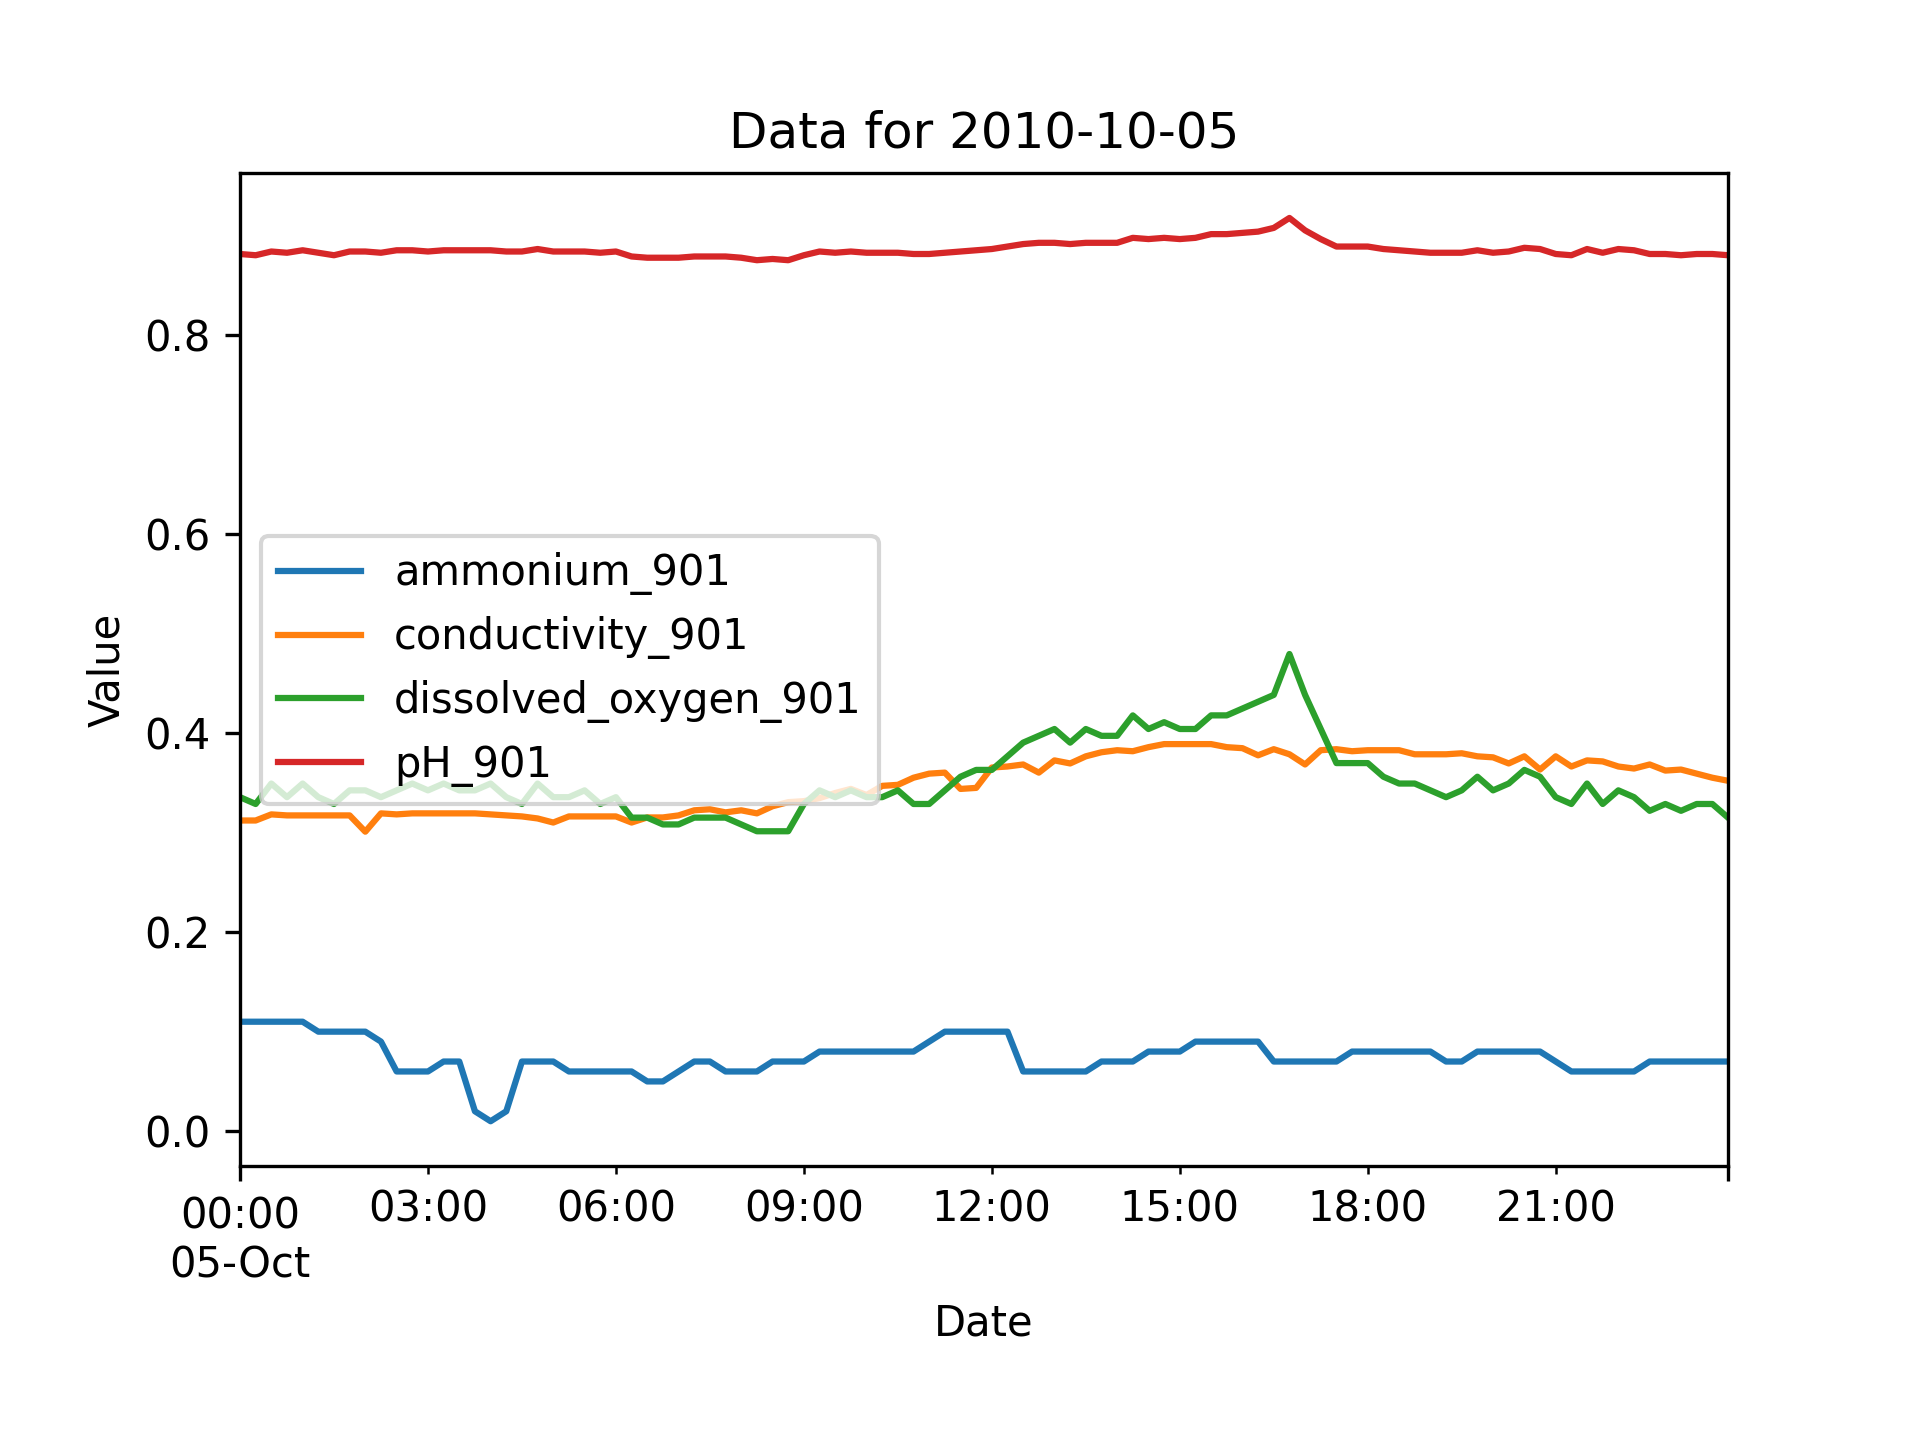 Data for 2010-10-05
Value
0.8
0.6
0.4
0.2
0.0
ammonium_901
conductivity_901
dissolved_oxygen_901
pH_901
00:00 03:00 06:00 09:00 12:00 15:00 18:00 21:00
05-Oct
Date